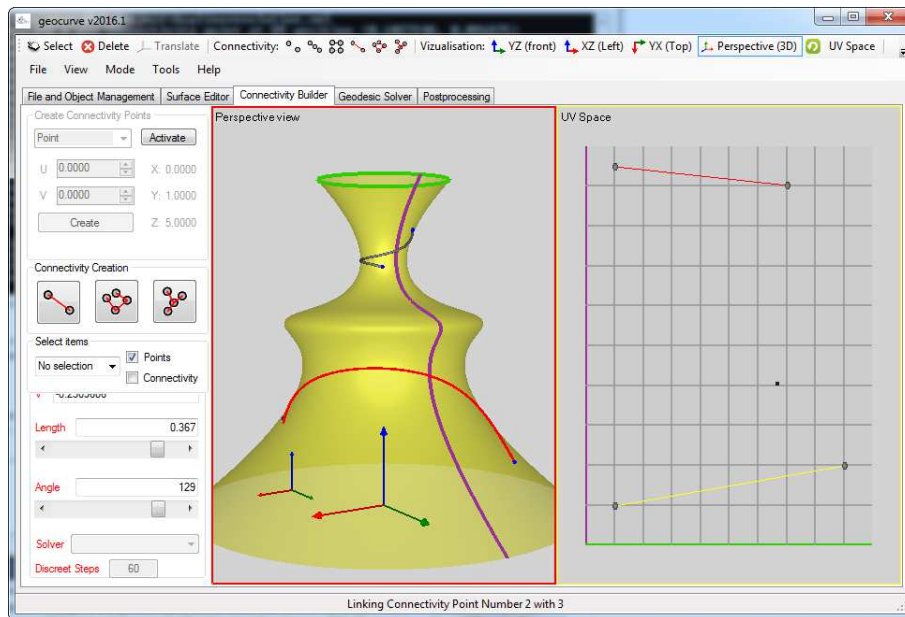 geocurve v2016.1
Select Delete Translate Connectivity: Vizualisation: YZ (front) XZ (Left) YX (Top) Perspective (3D) UV Space
File View Mode Tools Help
File and Object Management Surface Editor Connectivity Builder Geodesic Solver Postprocessing
Create Connectivity Points
Point Activate
U 0.0000 X: 0.0000
V 0.0000 Y: 1.0000
Create Z: 5.0000
Connectivity Creation
Select items
No selection Points
Connectivity
Length 0.367
Angle 129
Solver
Discreet Steps 60
Perspective view
UV Space
Linking Connectivity Point Number 2 with 3